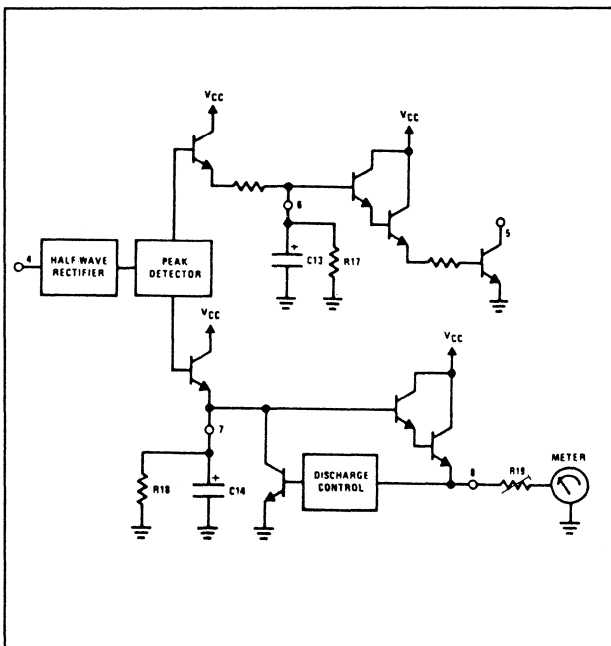 VCC
VCC
6
5
4
HALF WAVE
RECTIFIER
PEAK
DETECTOR
+
C13
R17
VCC
VCC
7
METER
R18
+
C14
DISCHARGE
CONTROL
8
R19